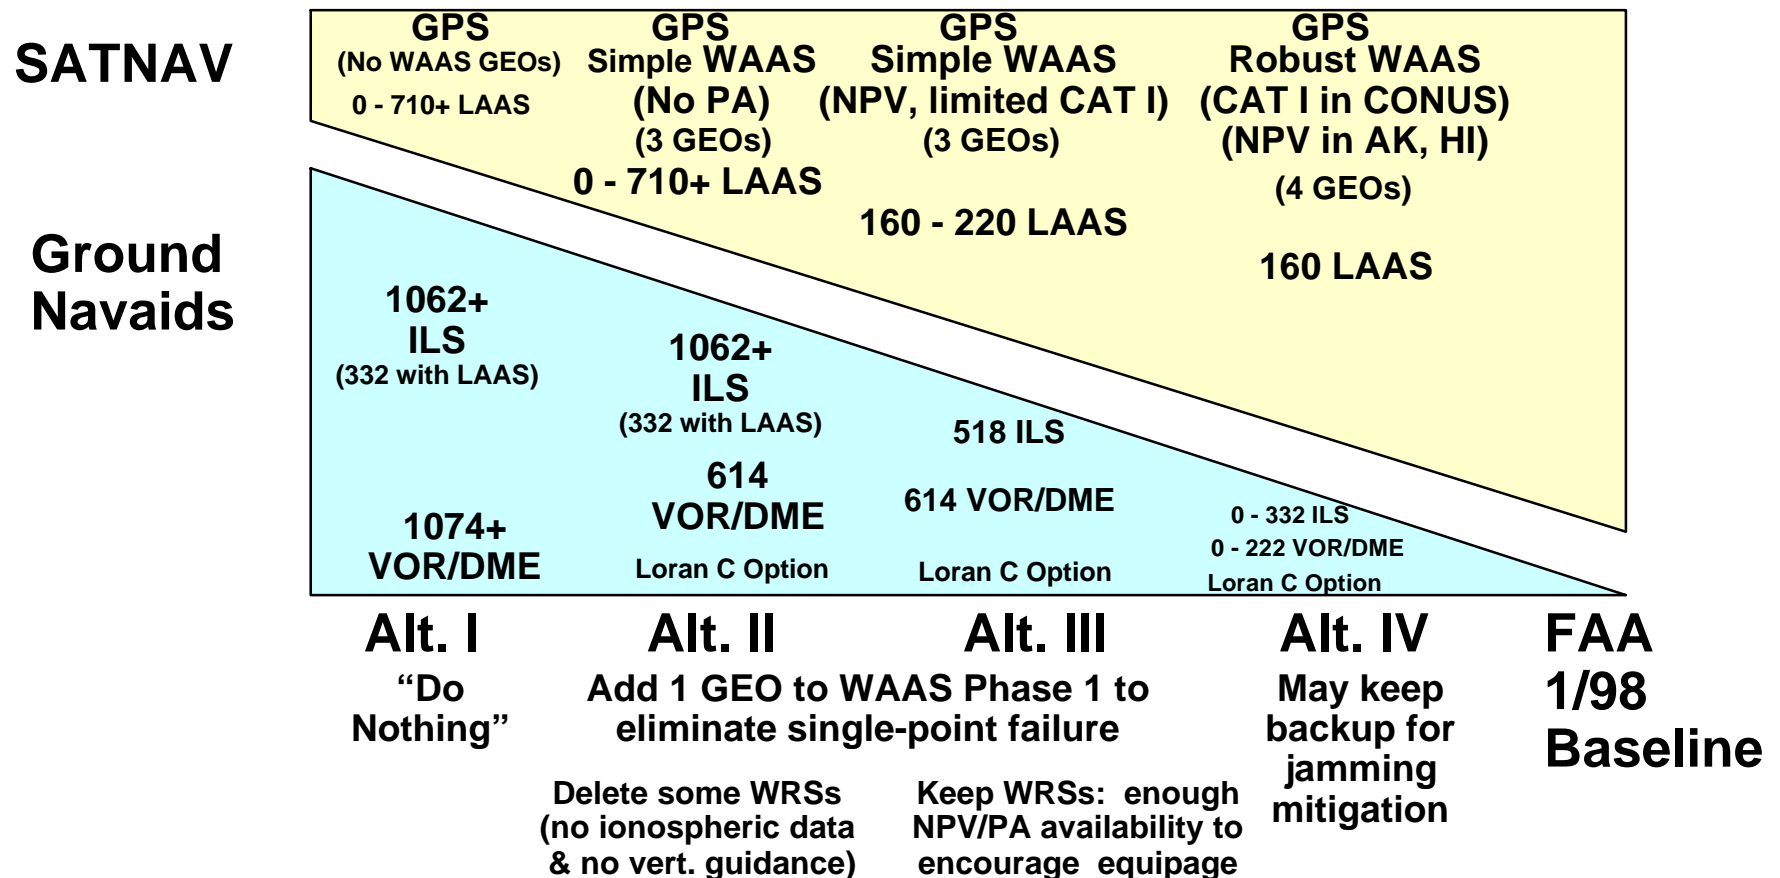 SATNAV
GPS
(No WAAS GEOs)
0 - 710+ LAAS
GPS
Simple WAAS
(No PA)
(3 GEOs)
0 - 710+ LAAS
GPS
Simple WAAS
(NPV, limited CAT I)
(3 GEOs)
160 - 220 LAAS
GPS
Robust WAAS
(CAT I in CONUS)
(NPV in AK, HI)
(4 GEOs)
160 LAAS
Ground
Navaids
1062+
ILS
(332 with LAAS)
1074+
VOR/DME
1062+
ILS
(332 with LAAS)
614
VOR/DME
Loran C Option
518 ILS
614 VOR/DME
Loran C Option
0 - 332 ILS
0 - 222 VOR/DME
Loran C Option
Alt. I
“Do
Nothing”
Alt. II
Alt. III
Add 1 GEO to WAAS Phase 1 to
eliminate single-point failure
Delete some WRSs
(no ionospheric data
& no vert. guidance)
Keep WRSs:  enough
NPV/PA availability to
encourage  equipage
Alt. IV
May keep
backup for
jamming
mitigation
FAA
1/98
Baseline